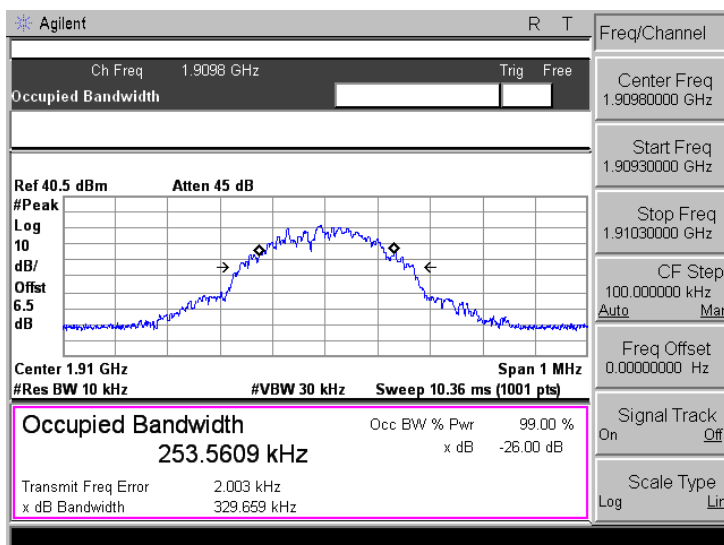 Agilent R T
Ch Freq 1.9098 GHz Trig Free
Occupied Bandwidth
Ref 40.5 dBm Atten 45 dB
#Peak
Log
10
dB/
Offst
6.5
dB
Center 1.91 GHz Span 1 MHz
#Res BW 10 kHz #VBW 30 kHz Sweep 10.36 ms (1001 pts)
Occupied Bandwidth
253.5609 kHz
Occ BW % Pwr 99.00 %
x dB -26.00 dB
Transmit Freq Error 2.003 kHz
x dB Bandwidth 329.659 kHz
Freq/Channel
Center Freq
1.90980000 GHz
Start Freq
1.90930000 GHz
Stop Freq
1.91030000 GHz
CF Step
100.000000 kHz
Auto Man
Freq Offset
0.00000000 Hz
Signal Track
On Off
Scale Type
Log Lin